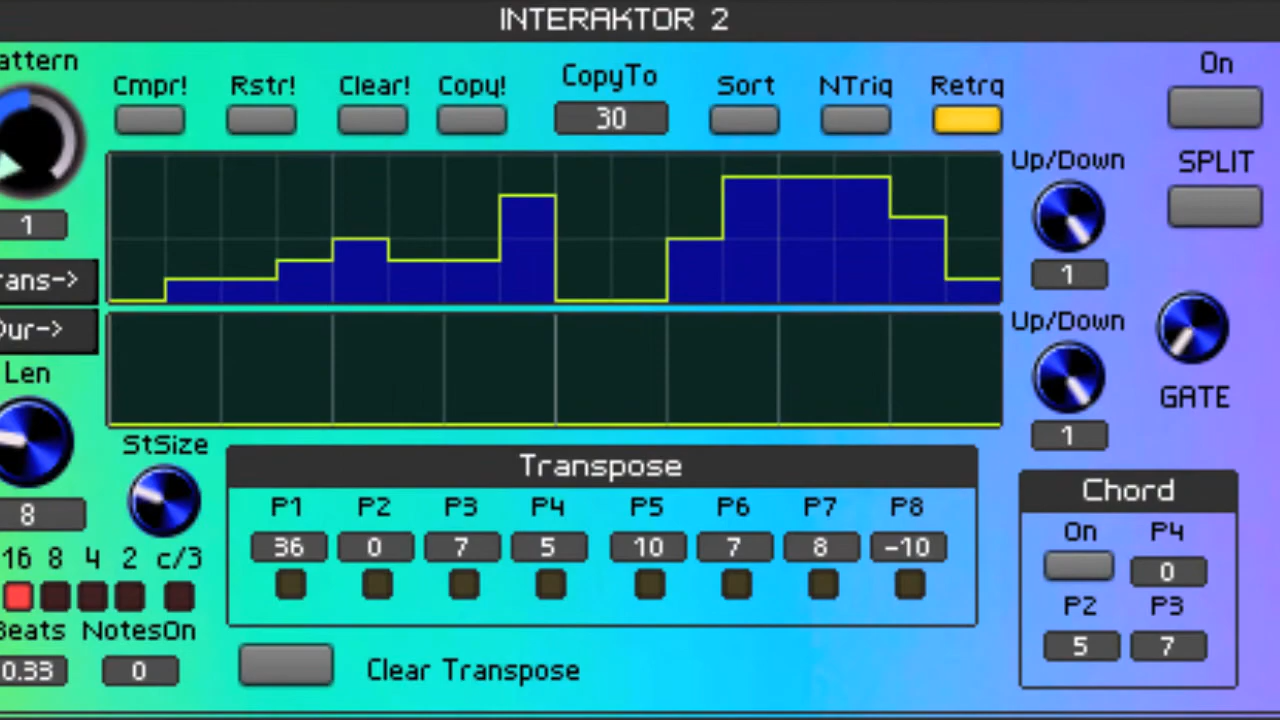 INTERAKTOR 2
attern
Cmpr! Rstr! Clear! Copy! CopyTo Sort NTrig Retrg On
30
1
Up/Down SPLIT
1
rans->
Dur->
Up/Down
Len
1
GATE
StSize
8
Transpose
P1 P2 P3 P4 P5 P6 P7 P8
36 0 7 5 10 7 8 -10
16 8 4 2 c/3
Beats NotesOn
0.33 0
Clear Transpose
Chord
On P4
0
P2 P3
5 7